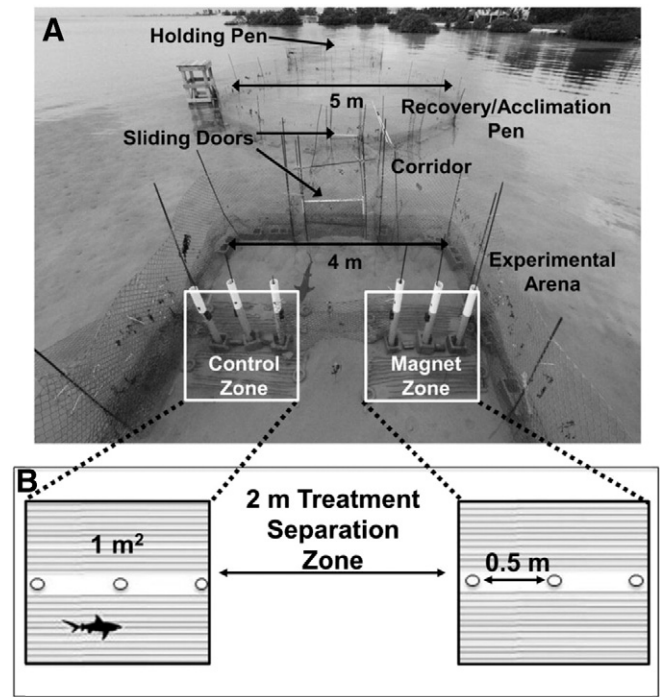 A
Holding Pen
5 m
Recovery/Acclimation
Pen
Sliding Doors
Corridor
4 m
Experimental
Arena
Control
Zone
Magnet
Zone
B
2 m Treatment
Separation
Zone
1 m²
0.5 m